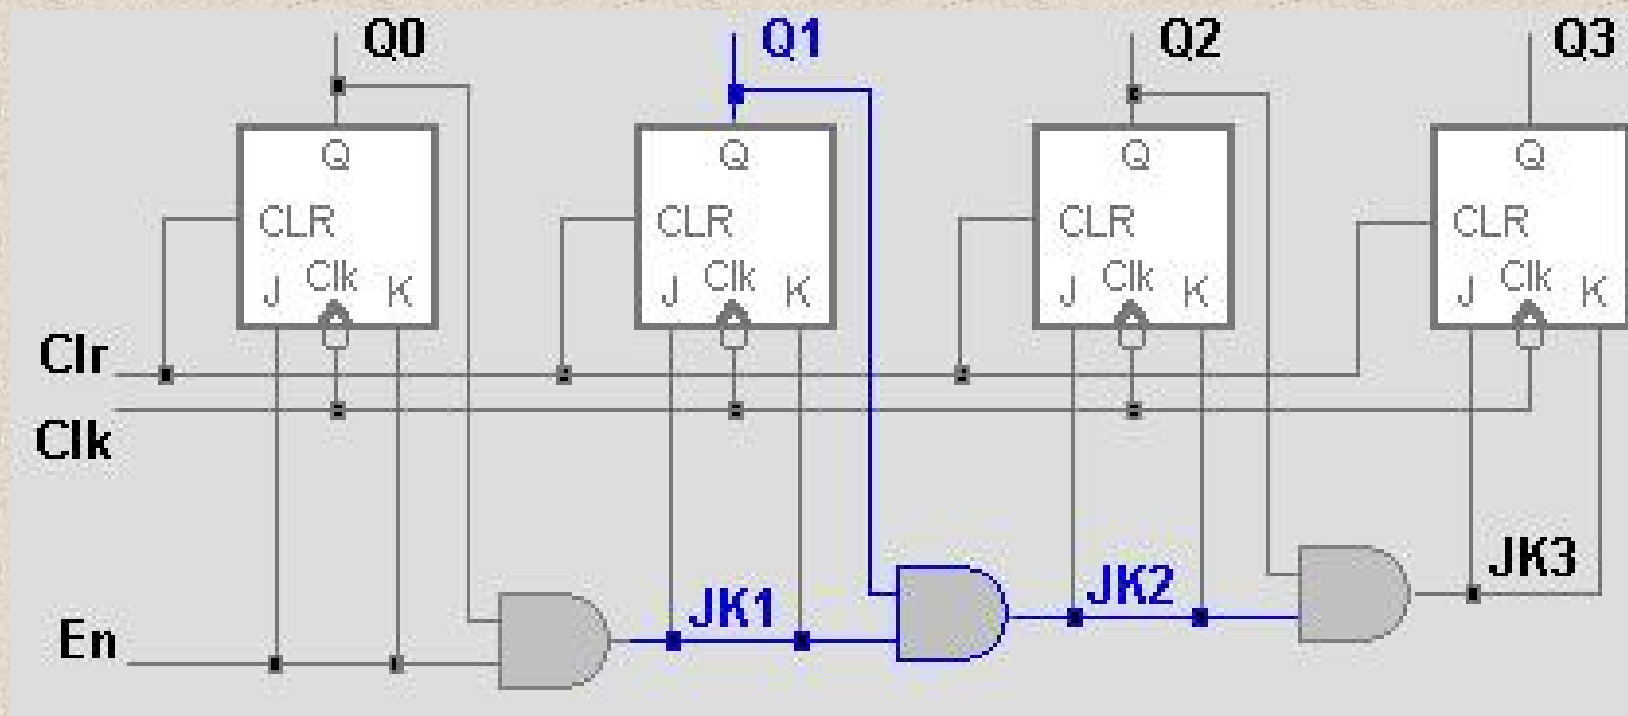 Q0 Q1 Q2 Q3
Q Q Q Q
CLR CLR CLR CLR
J Clk K J Clk K J Clk K J Clk K
Clr
Clk
JK1 JK2 JK3
En